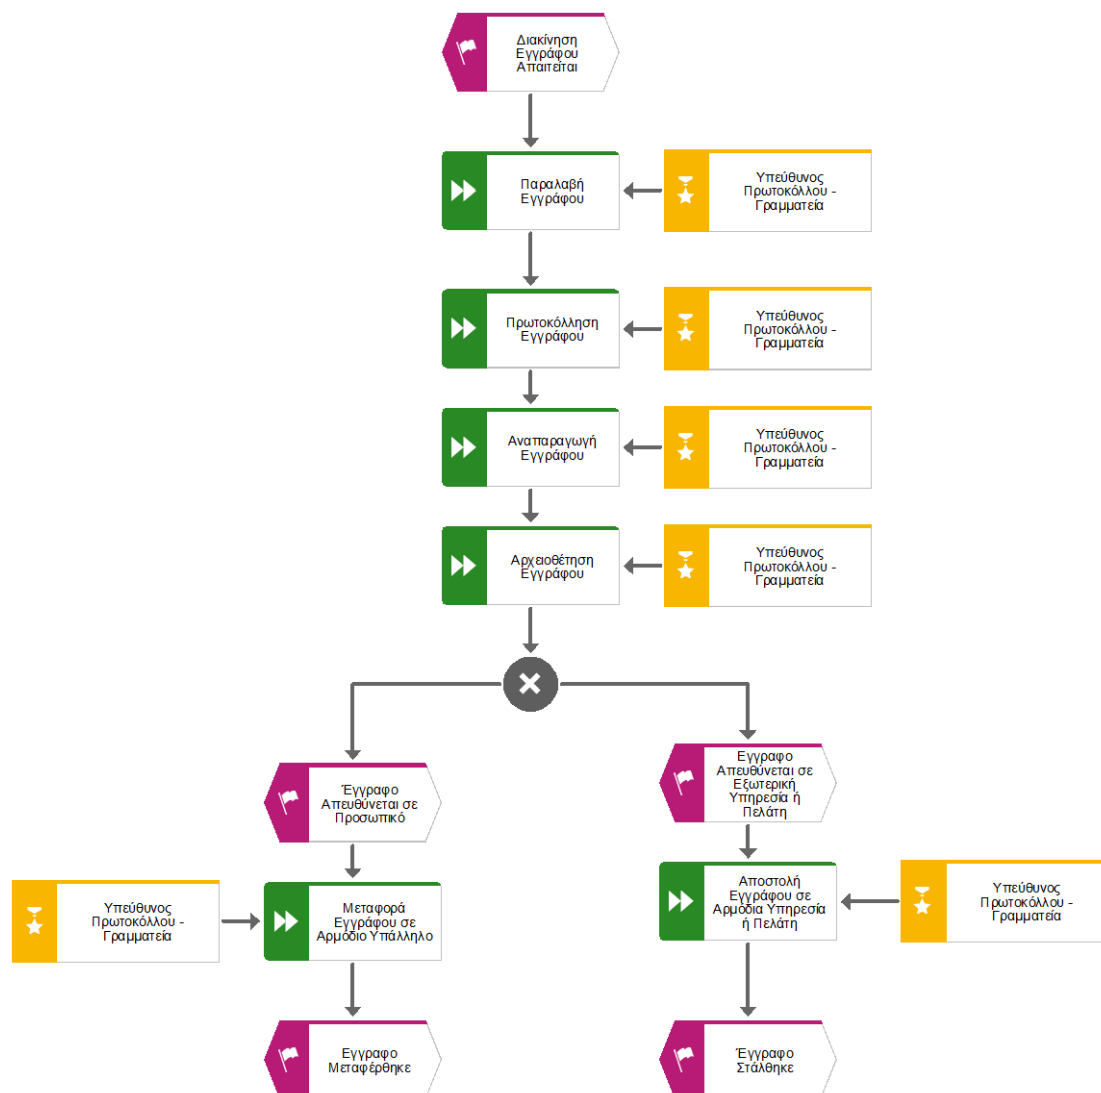 Διακίνηση
Εγγράφου
Απαιτείται
Παραλαβή
Εγγράφου
Υπεύθυνος
Πρωτοκόλλου -
Γραμματεία
Πρωτοκόλληση
Εγγράφου
Υπεύθυνος
Πρωτοκόλλου -
Γραμματεία
Αναπαραγωγή
Εγγράφου
Υπεύθυνος
Πρωτοκόλλου -
Γραμματεία
Αρχειοθέτηση
Εγγράφου
Υπεύθυνος
Πρωτοκόλλου -
Γραμματεία
Έγγραφο
Απευθύνεται σε
Προσωπικό
Εγγραφο
Απευθύνεται σε
Εξωτερική
Υπηρεσία ή
Πελάτη
Υπεύθυνος
Πρωτοκόλλου -
Γραμματεία
Μεταφορά
Εγγράφου σε
Αρμόδιο Υπάλληλο
Αποστολή
Εγγράφου σε
Αρμόδια Υπηρεσία
ή Πελάτη
Υπεύθυνος
Πρωτοκόλλου -
Γραμματεία
Εγγραφο
Μεταφέρθηκε
Έγγραφο
Στάλθηκε